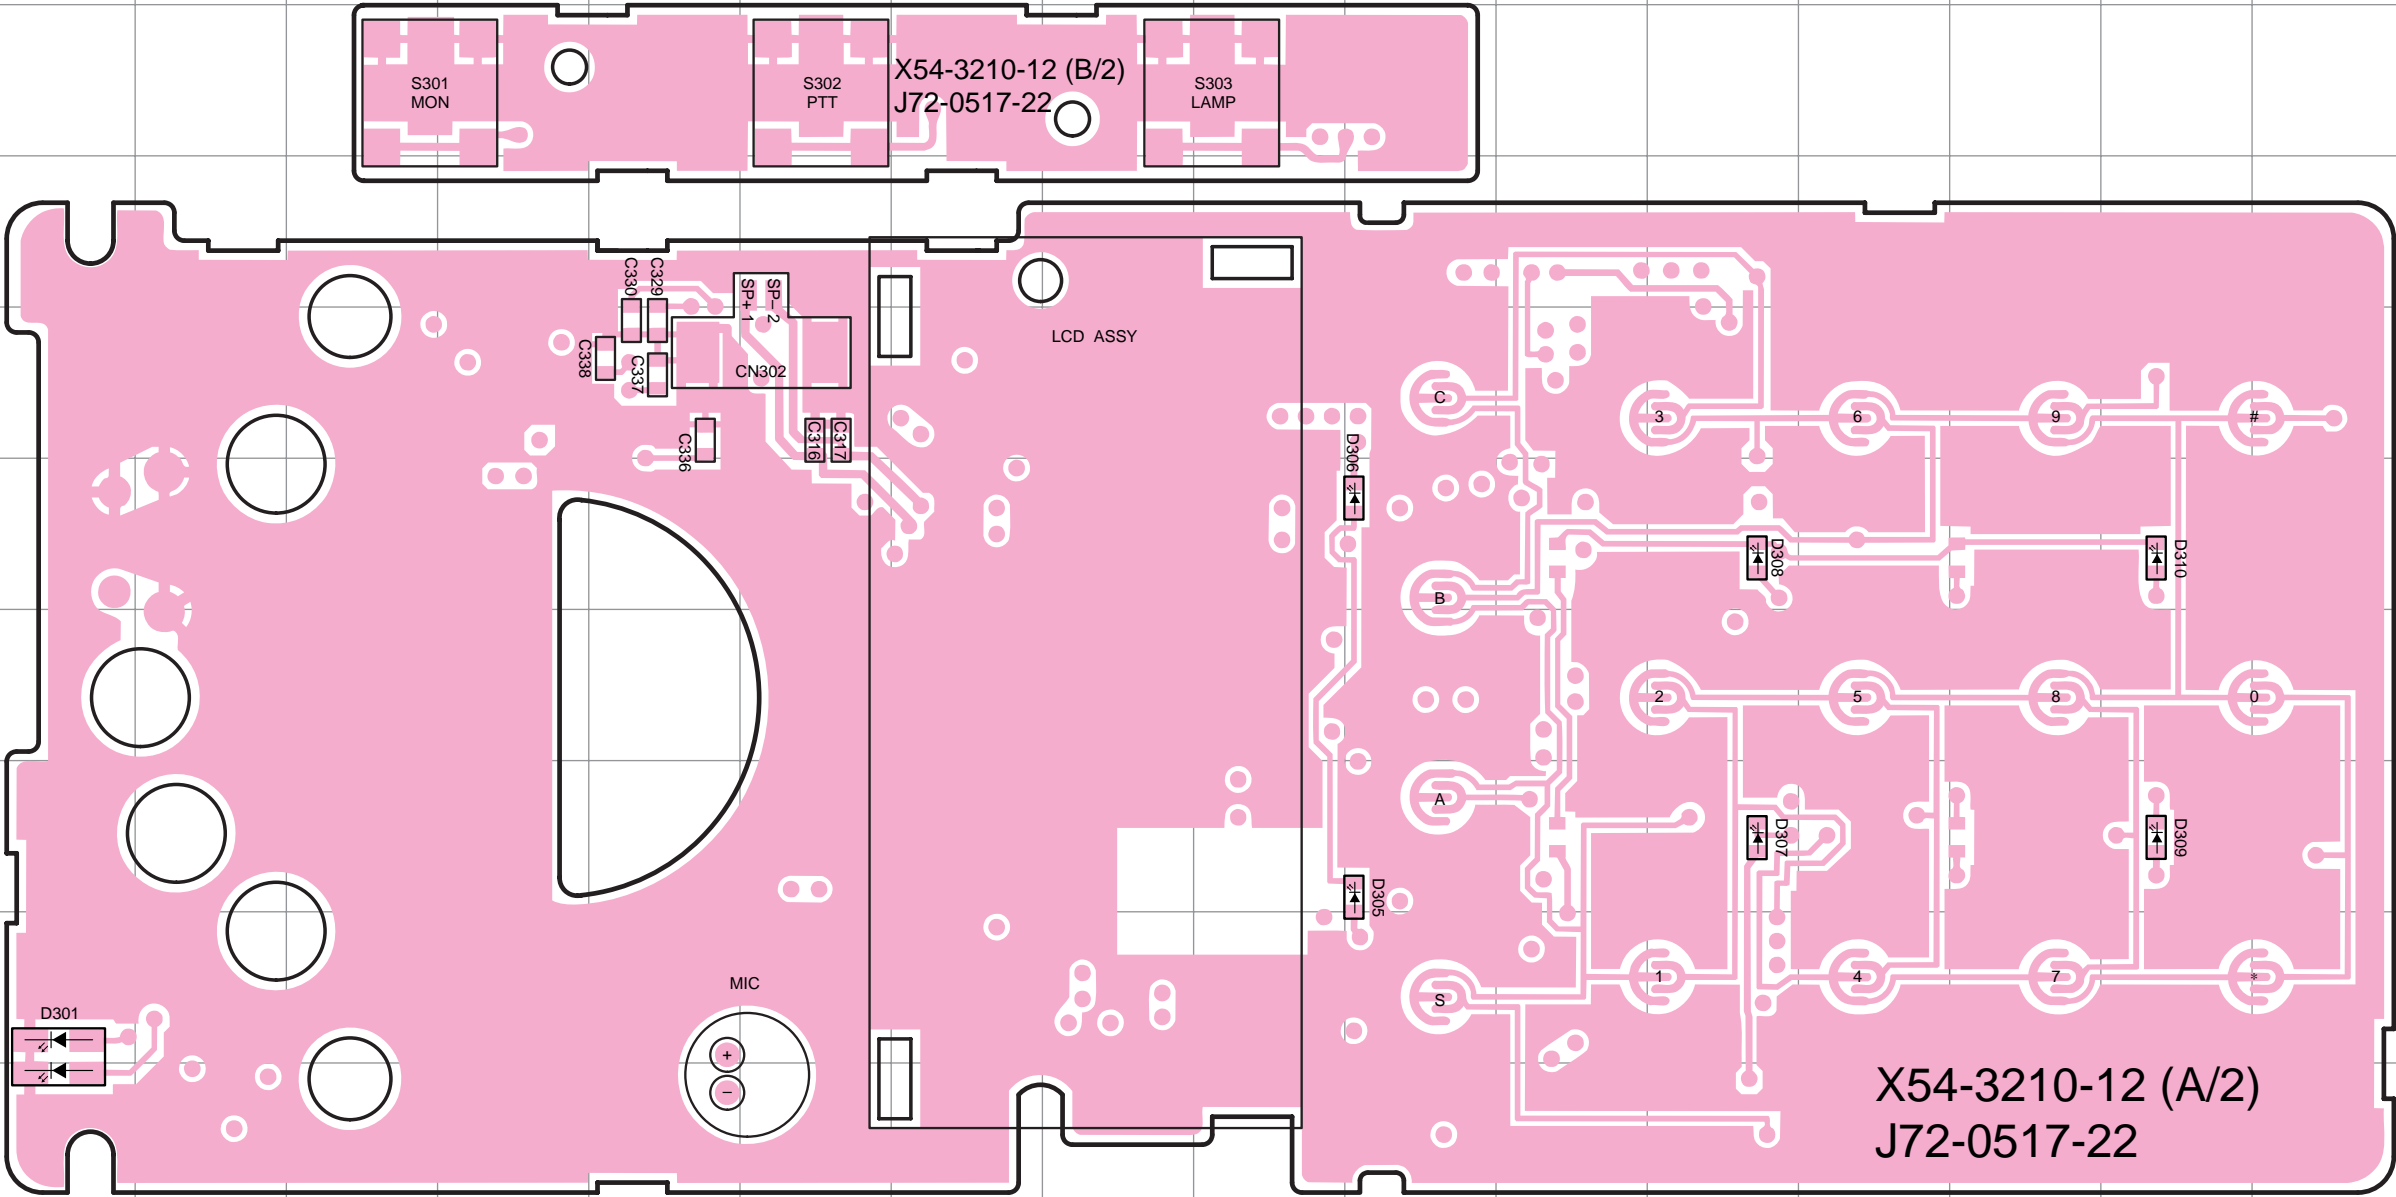 S301
MON
S302
PTT
X54-3210-12 (B/2)
J72-0517-22
S303
LAMP
C330
C329
SP+ 1
SP- 2
C338
C337
CN302
LCD ASSY
C336
C316
C317
D306
C
3
6
9
#
D308
D310
B
2
5
8
0
A
D307
D309
D305
S
1
4
7
*
MIC
+
−
D301
X54-3210-12 (A/2)
J72-0517-22